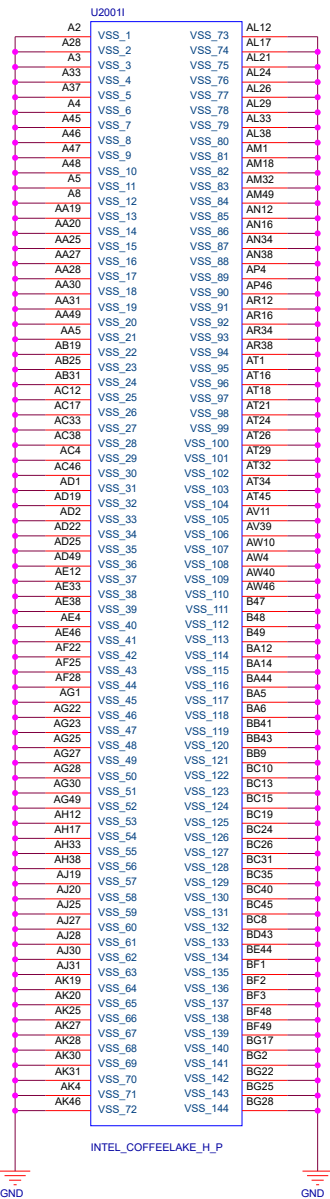 U2001I
A2 VSS_1 VSS_73 AL12
A28 VSS_2 VSS_74 AL17
A3 VSS_3 VSS_75 AL21
A33 VSS_4 VSS_76 AL24
A37 VSS_5 VSS_77 AL26
A4 VSS_6 VSS_78 AL29
A45 VSS_7 VSS_79 AL33
A46 VSS_8 VSS_80 AL38
A47 VSS_9 VSS_81 AM1
A48 VSS_10 VSS_82 AM18
A5 VSS_11 VSS_83 AM32
A8 VSS_12 VSS_84 AM49
AA19 VSS_13 VSS_85 AN12
AA20 VSS_14 VSS_86 AN16
AA25 VSS_15 VSS_87 AN34
AA27 VSS_16 VSS_88 AN38
AA28 VSS_17 VSS_89 AP4
AA30 VSS_18 VSS_90 AP46
AA31 VSS_19 VSS_91 AR12
AA49 VSS_20 VSS_92 AR16
AA5 VSS_21 VSS_93 AR34
AB19 VSS_22 VSS_94 AR38
AB25 VSS_23 VSS_95 AT1
AB31 VSS_24 VSS_96 AT16
AC12 VSS_25 VSS_97 AT18
AC17 VSS_26 VSS_98 AT21
AC33 VSS_27 VSS_99 AT24
AC38 VSS_28 VSS_100 AT26
AC4 VSS_29 VSS_101 AT29
AC46 VSS_30 VSS_102 AT32
AD1 VSS_31 VSS_103 AT34
AD19 VSS_32 VSS_104 AT45
AD2 VSS_33 VSS_105 AV11
AD22 VSS_34 VSS_106 AV39
AD25 VSS_35 VSS_107 AW10
AD49 VSS_36 VSS_108 AW4
AE12 VSS_37 VSS_109 AW40
AE33 VSS_38 VSS_110 AW46
AE38 VSS_39 VSS_111 B47
AE4 VSS_40 VSS_112 B48
AE46 VSS_41 VSS_113 B49
AF22 VSS_42 VSS_114 BA12
AF25 VSS_43 VSS_115 BA14
AF28 VSS_44 VSS_116 BA44
AG1 VSS_45 VSS_117 BA5
AG22 VSS_46 VSS_118 BA6
AG23 VSS_47 VSS_119 BB41
AG25 VSS_48 VSS_120 BB43
AG27 VSS_49 VSS_121 BB9
AG28 VSS_50 VSS_122 BC10
AG30 VSS_51 VSS_123 BC13
AG49 VSS_52 VSS_124 BC15
AH12 VSS_53 VSS_125 BC19
AH17 VSS_54 VSS_126 BC24
AH33 VSS_55 VSS_127 BC26
AH38 VSS_56 VSS_128 BC31
AJ19 VSS_57 VSS_129 BC35
AJ20 VSS_58 VSS_130 BC40
AJ25 VSS_59 VSS_131 BC45
AJ27 VSS_60 VSS_132 BC8
AJ28 VSS_61 VSS_133 BD43
AJ30 VSS_62 VSS_134 BE44
AJ31 VSS_63 VSS_135 BF1
AK19 VSS_64 VSS_136 BF2
AK20 VSS_65 VSS_137 BF3
AK25 VSS_66 VSS_138 BF48
AK27 VSS_67 VSS_139 BF49
AK28 VSS_68 VSS_140 BG17
AK30 VSS_69 VSS_141 BG2
AK31 VSS_70 VSS_142 BG22
AK4 VSS_71 VSS_143 BG25
AK46 VSS_72 VSS_144 BG28
INTEL_COFFEELAKE_H_P
GND GND